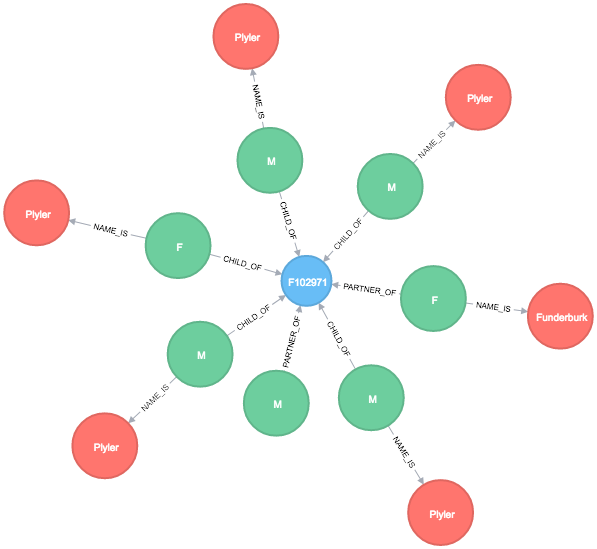 Plyler
NAME_IS
M
CHILD_OF
Plyler
NAME_IS
M
CHILD_OF
Plyler
NAME_IS
F
CHILD_OF
F102971
PARTNER_OF
F
NAME_IS
Funderburk
CHILD_OF
M
NAME_IS
Plyler
PARTNER_OF
M
CHILD_OF
M
NAME_IS
Plyler